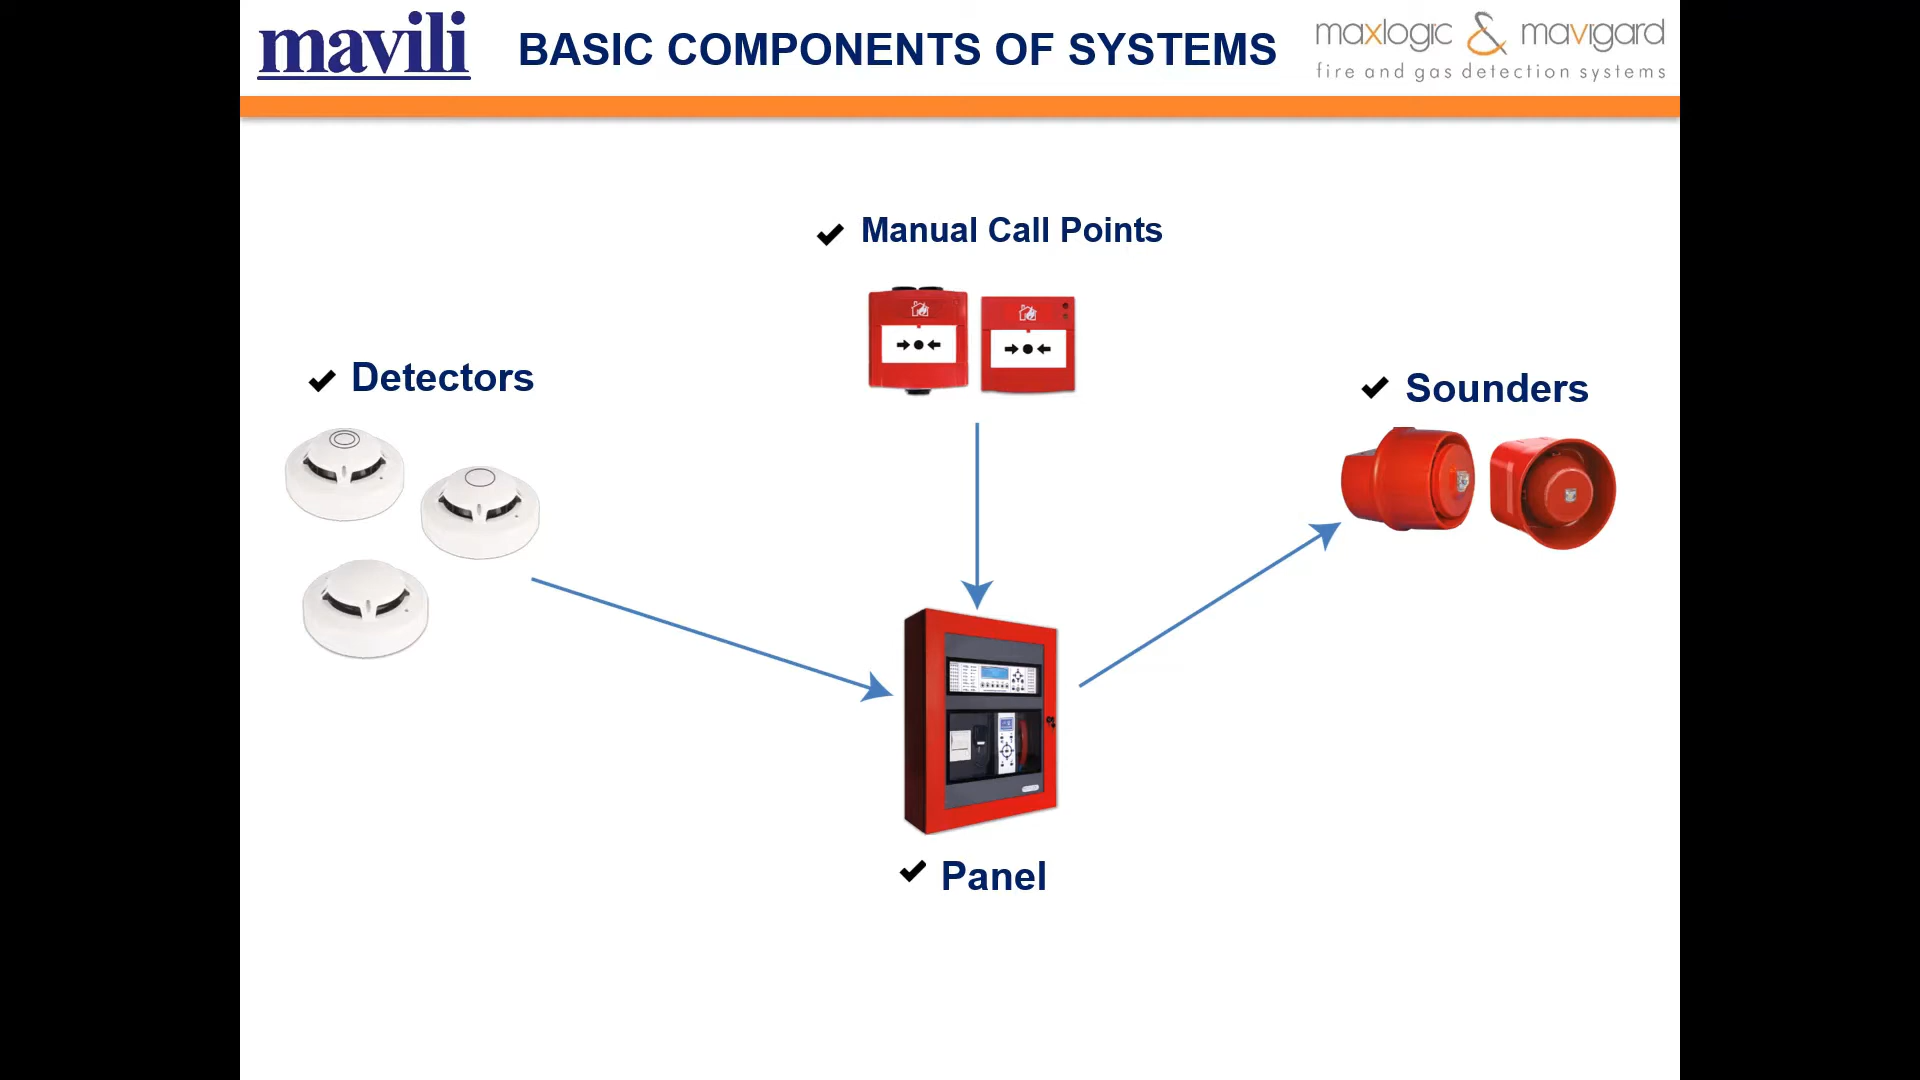 mavili
BASIC COMPONENTS OF SYSTEMS
maxlogic & mavigard
fire and gas detection systems
Manual Call Points
Detectors
Sounders
Panel